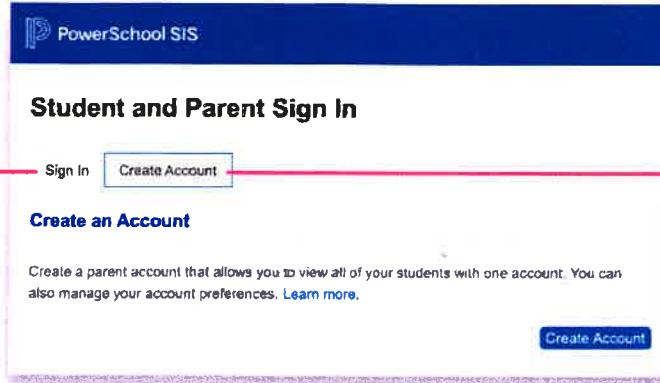 PowerSchool SIS
Student and Parent Sign In
Sign In Create Account
Create an Account
Create a parent account that allows you to view all of your students with one account. You can
also manage your account preferences. Learn more.
Create Account